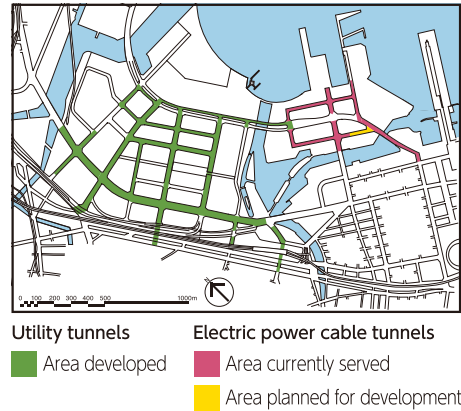 0 100 200 300 400 500 1000m
Utility tunnels
Area developed
Electric power cable tunnels
Area currently served
Area planned for development